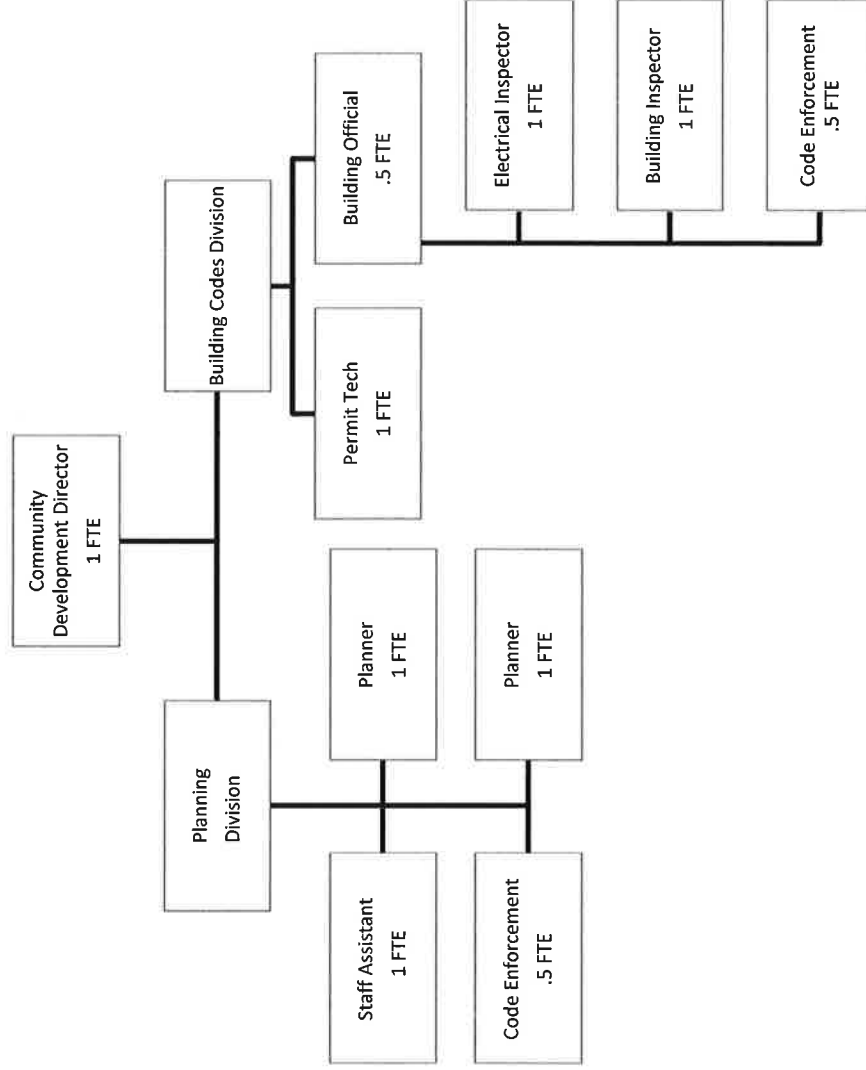 Community
Development Director
1 FTE
Planning
Division
Building Codes Division
Staff Assistant
1 FTE
Planner
1 FTE
Code Enforcement
.5 FTE
Planner
1 FTE
Permit Tech
1 FTE
Building Official
.5 FTE
Electrical Inspector
1 FTE
Building Inspector
1 FTE
Code Enforcement
.5 FTE